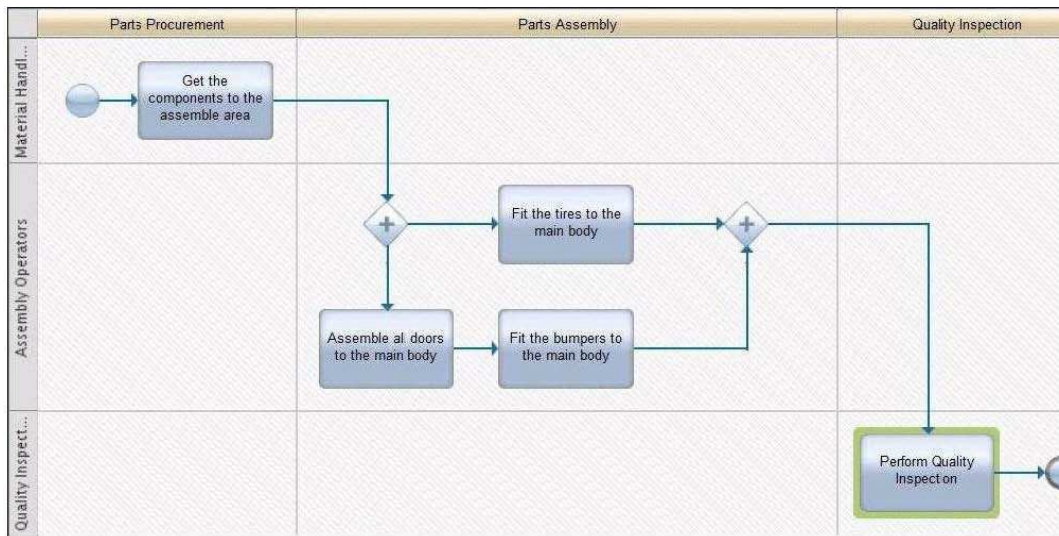 Parts Procurement
Parts Assembly
Quality Inspection
Material Handl...
Get the
components to the
assemble area
Assembly Operators
Fit the tires to the
main body
Assemble al doors
to the main body
Fit the bumpers to
the main body
Quality Inspect...
Perform Quality
Inspection